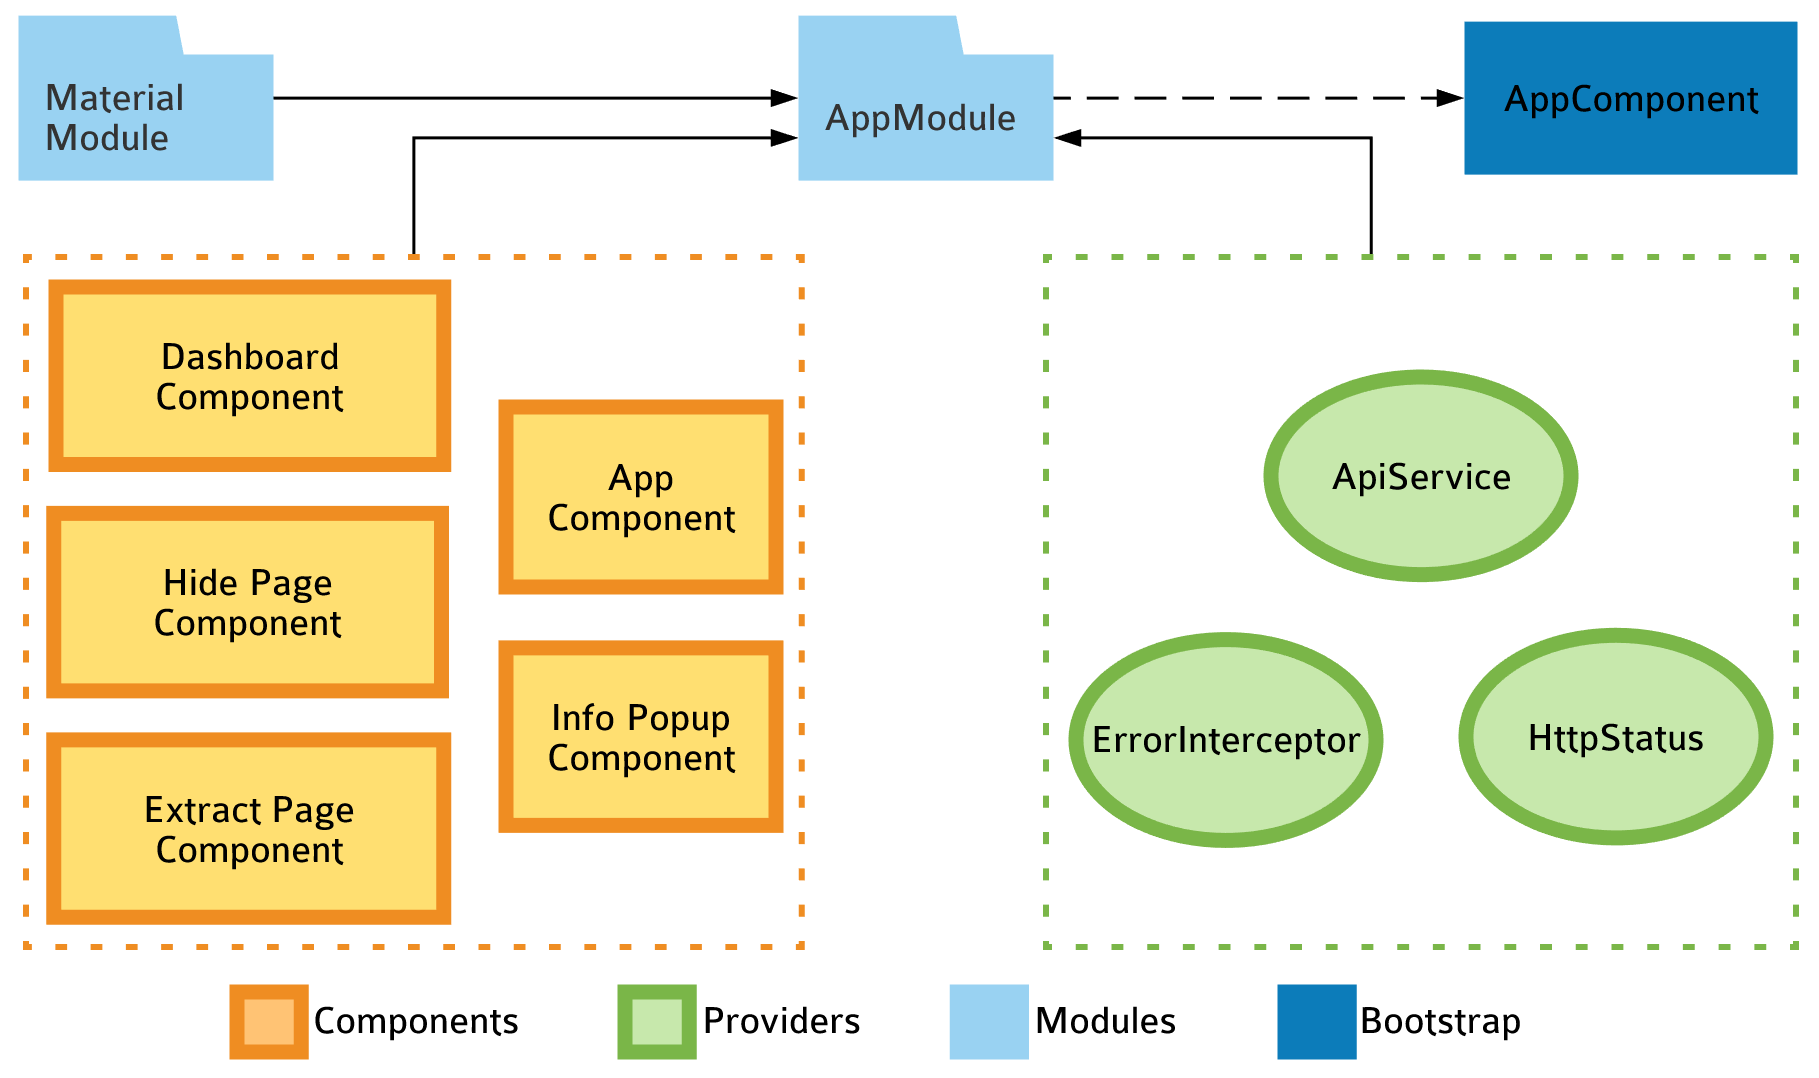 Material
Module
AppModule
AppComponent
Dashboard
Component
Hide Page
Component
Extract Page
Component
App
Component
Info Popup
Component
ApiService
ErrorInterceptor
HttpStatus
Components
Providers
Modules
Bootstrap